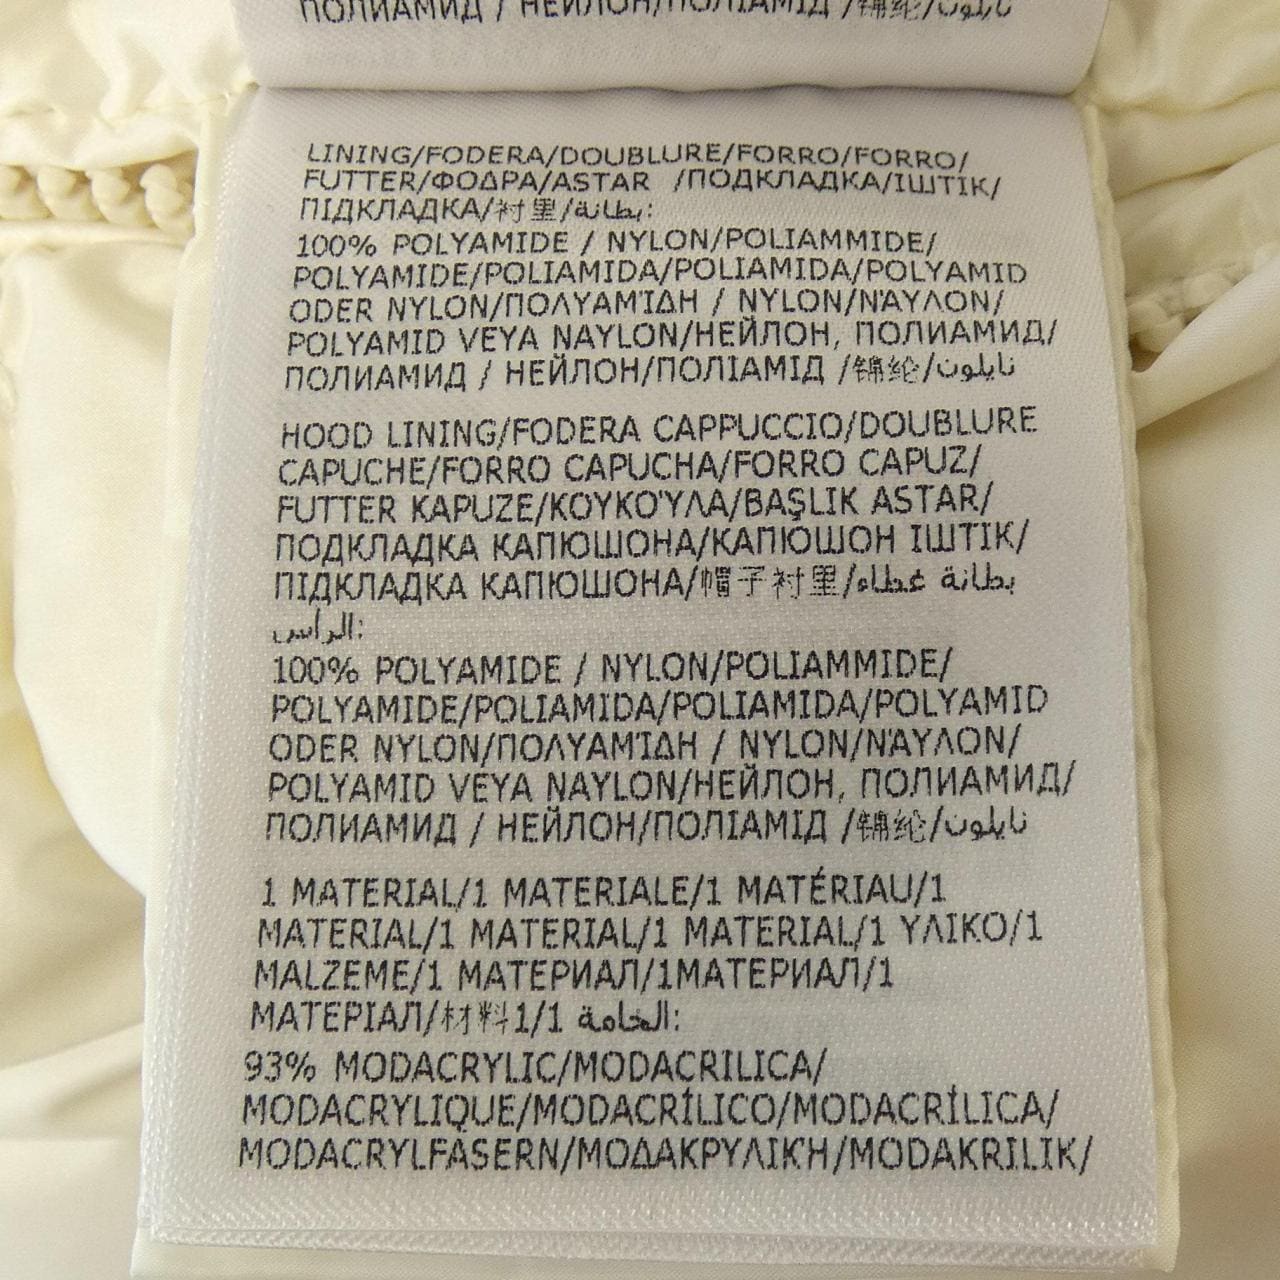 ПОЛИАМИД / НЕЙЛОН/ПОЛІАМІД /锦纶/نايلون
LINING/FODERA/DOUBLURE/FORRO/FORRO/
FUTTER/ΦΟΔΡΑ/ASTAR /ПОДКЛАДКА/ІШТІК/
ПІДКЛАДКА/衬里/بطانة:
100% POLYAMIDE / NYLON/POLIAMMIDE/
POLYAMIDE/POLIAMIDA/POLIAMIDA/POLYAMID
ODER NYLON/ΠΟΛΥΑΜΊΔΗ / NYLON/ΝΆΥΛΟΝ/
POLYAMID VEYA NAYLON/НЕЙЛОН, ПОЛИАМИД/
ПОЛИАМИД / НЕЙЛОН/ПОЛІАМІД /锦纶/نايلون
HOOD LINING/FODERA CAPPUCCIO/DOUBLURE
CAPUCHE/FORRO CAPUCHA/FORRO CAPUZ/
FUTTER KAPUZE/ΚΟΥΚΟΎΛΑ/BAŞLIK ASTAR/
ПОДКЛАДКА КАПЮШОНА/КАПЮШОН ІШТІК/
ПІДКЛАДКА КАПЮШОНА/帽子衬里/بطانة غطاء
الرأس:
100% POLYAMIDE / NYLON/POLIAMMIDE/
POLYAMIDE/POLIAMIDA/POLIAMIDA/POLYAMID
ODER NYLON/ΠΟΛΥΑΜΊΔΗ / NYLON/ΝΆΥΛΟΝ/
POLYAMID VEYA NAYLON/НЕЙЛОН, ПОЛИАМИД/
ПОЛИАМИД / НЕЙЛОН/ПОЛІАМІД /锦纶/نايلون
1 MATERIAL/1 MATERIALE/1 MATÉRIAU/1
MATERIAL/1 MATERIAL/1 MATERIAL/1 ΥΛΙΚΟ/1
MALZEME/1 МАТЕРИАЛ/1МАТЕРИАЛ/1
МАТЕРІАЛ/材料1/1 الخامة:
93% MODACRYLIC/MODACRILICA/
MODACRYLIQUE/MODACRÍLICO/MODACRÍLICA/
MODACRYLFASERN/ΜΟΔΑΚΡΥΛΙΚΉ/MODAKRILIK/